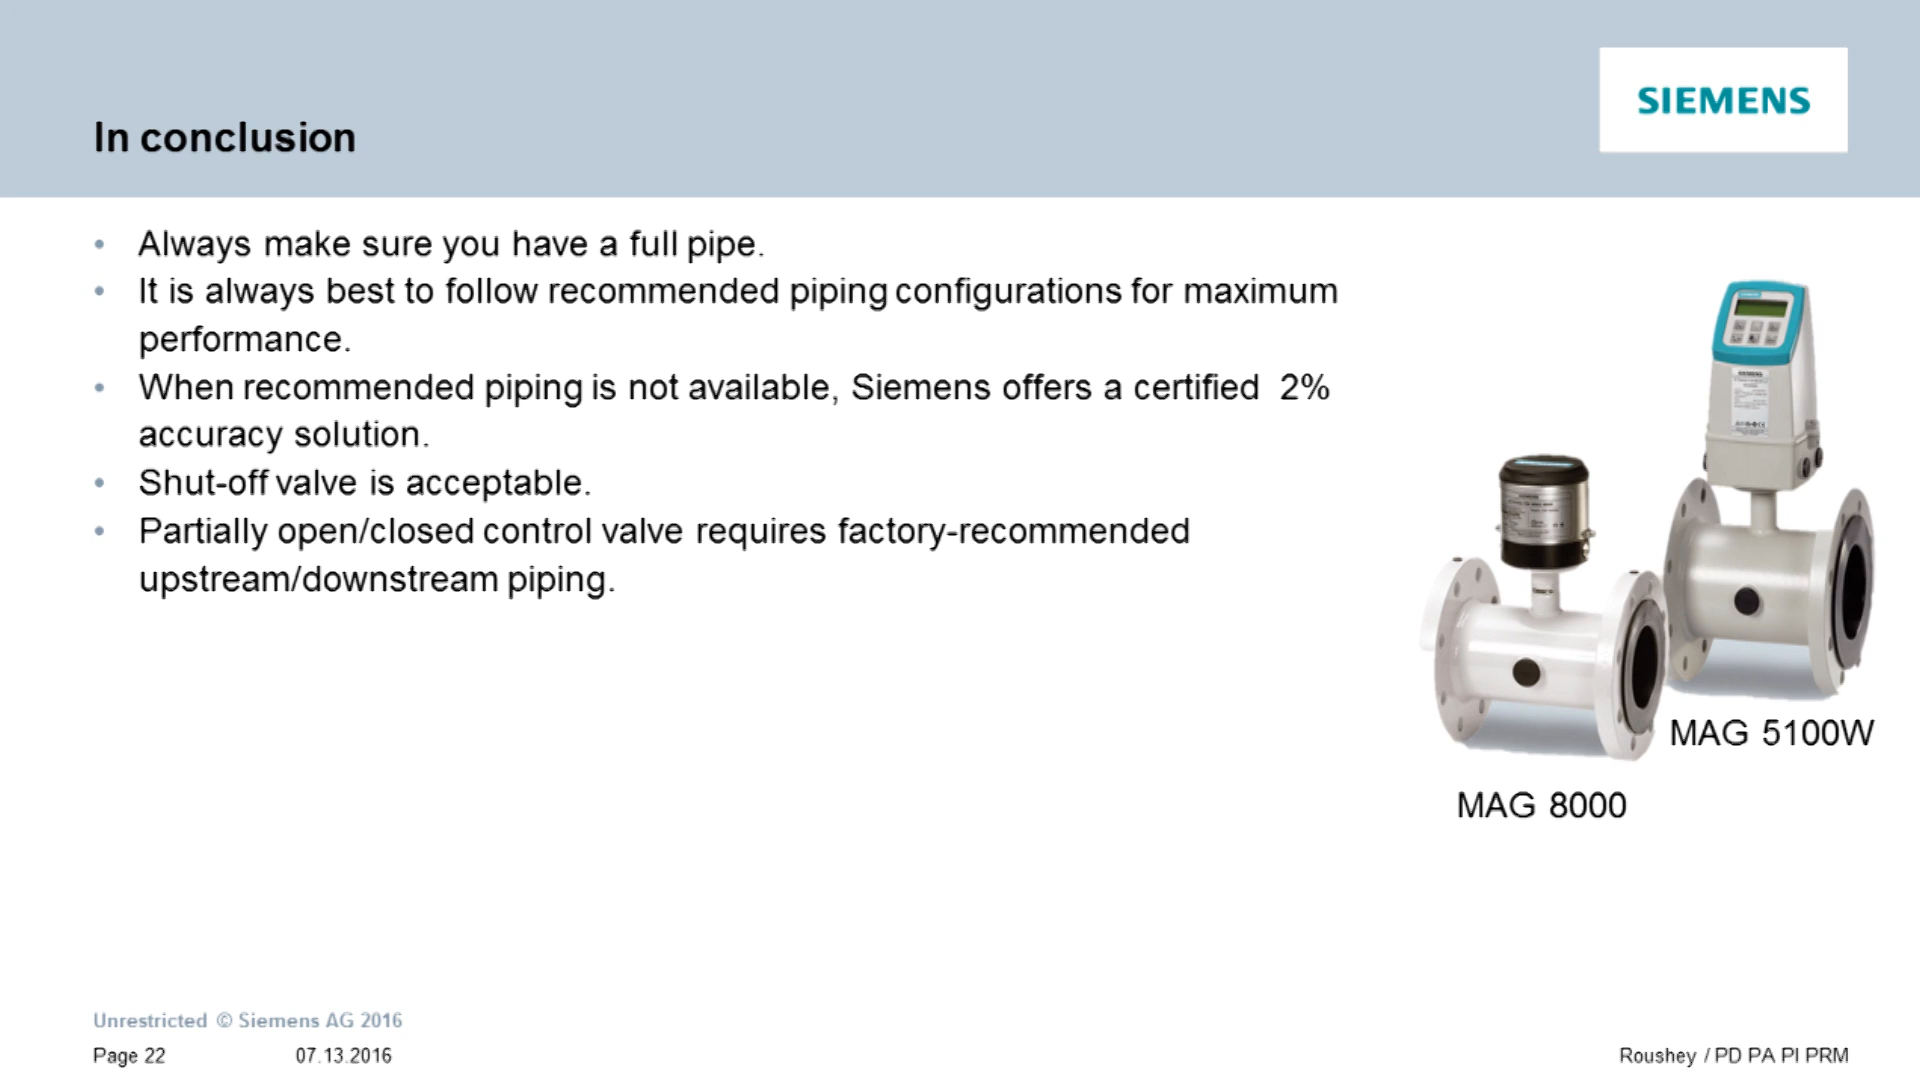 SIEMENS
In conclusion
• Always make sure you have a full pipe.
• It is always best to follow recommended piping configurations for maximum
performance.
• When recommended piping is not available, Siemens offers a certified 2%
accuracy solution.
• Shut-off valve is acceptable.
• Partially open/closed control valve requires factory-recommended
upstream/downstream piping.
MAG 5100W
MAG 8000
Unrestricted © Siemens AG 2016
Page 22 07.13.2016 Roushey / PD PA PI PRM